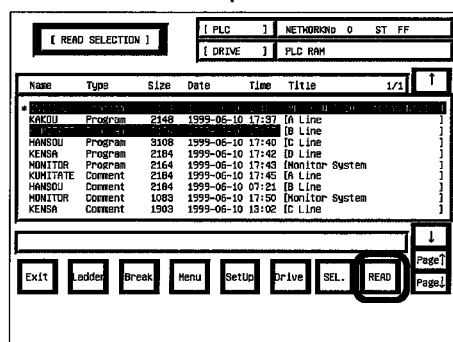 [ READ SELECTION ]
[ PLC ] NETWORKNo 0 ST FF
[ DRIVE ] PLC RAM
Name Type Size Date Time Title 1/1 ↑
*
KAKOU Program 2148 1999-06-10 17:37 [A Line ]
[B Line ]
HANSOU Program 3108 1999-06-10 17:40 [C Line ]
KENSA Program 2184 1999-06-10 17:42 [D Line ]
MONITOR Program 2164 1999-06-10 17:43 [Monitor System ]
KUMITATE Comment 2184 1999-06-10 17:45 [A Line ]
HANSOU Comment 2184 1999-06-10 07:21 [B Line ]
MONITOR Comment 1083 1999-06-10 17:50 [Monitor System ]
KENSA Comment 1903 1999-06-10 13:02 [C Line ]
↓
Page↑
Exit Ladder Break Menu SetUp Drive SEL. READ
Page↓